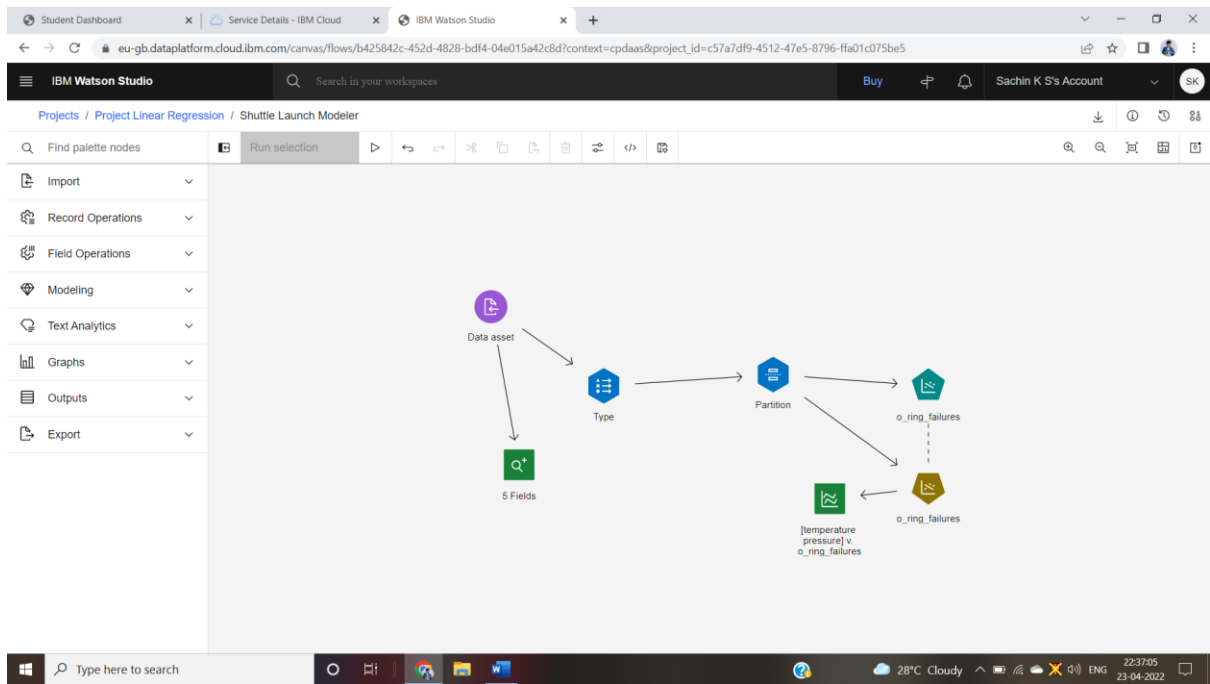 Student Dashboard
Service Details - IBM Cloud
IBM Watson Studio
eu-gb.dataplatform.cloud.ibm.com/canvas/flows/b425842c-452d-4828-bdf4-04e015a42c8d?context=cpdaas&project_id=c57a7df9-4512-47e5-8796-ffa01c075be5
IBM Watson Studio
Search in your workspaces
Buy
Sachin K S's Account
SK
Projects / Project Linear Regression / Shuttle Launch Modeler
Find palette nodes
Run selection
Import
Record Operations
Field Operations
Modeling
Text Analytics
Graphs
Outputs
Export
Data asset
Type
Partition
o_ring_failures
5 Fields
o_ring_failures
[temperature
pressure] v.
o_ring_failures
Type here to search
28°C Cloudy
ENG
22:37:05
23-04-2022